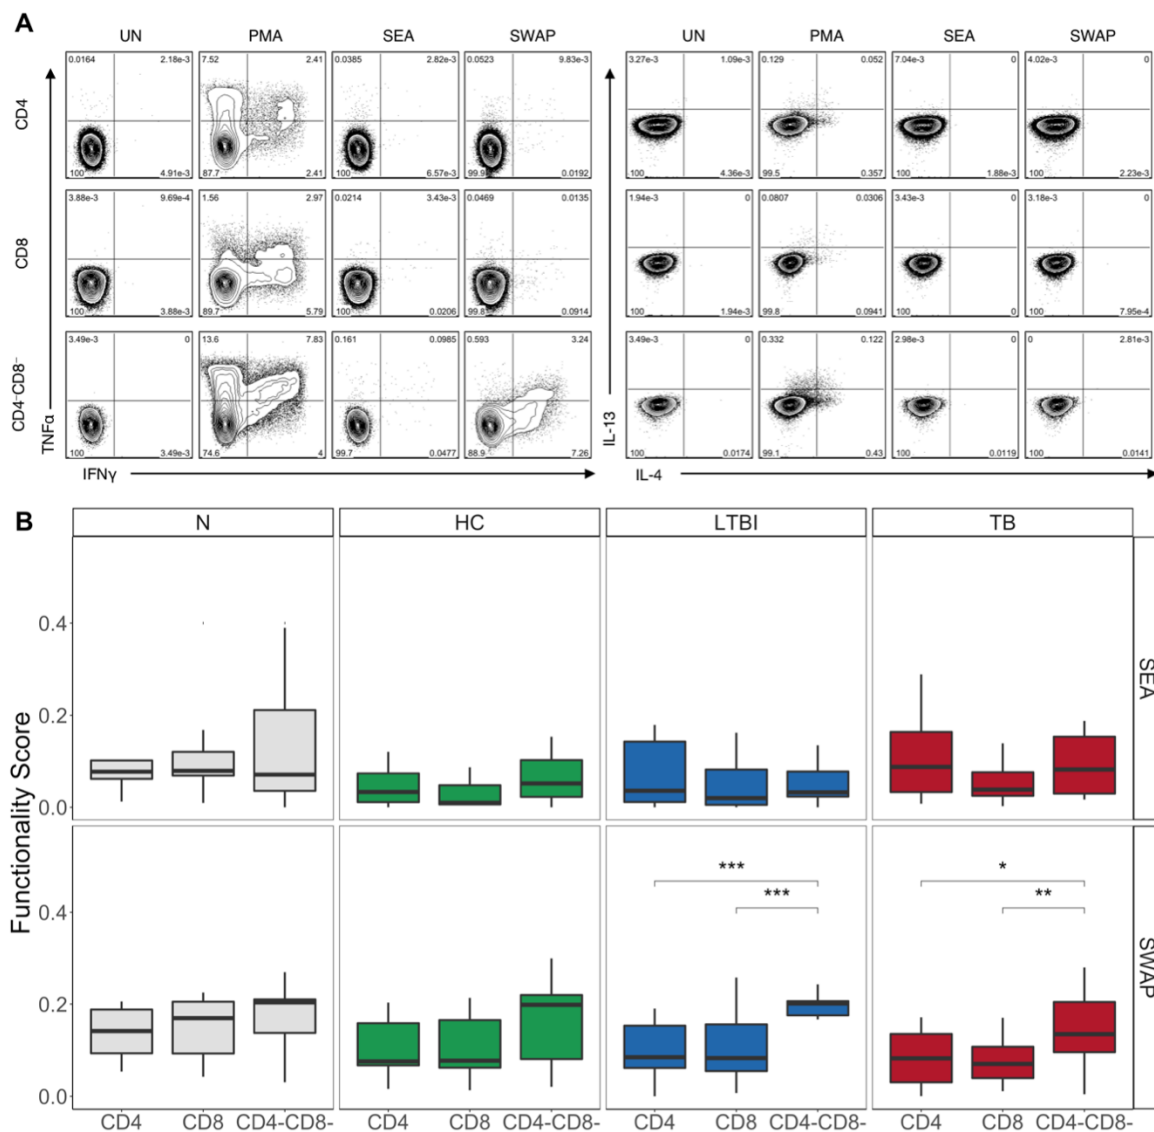 A
UN PMA SEA SWAP UN PMA SEA SWAP
CD4
0.0164 2.18e-3 7.52 2.41 0.0385 2.82e-3 0.0523 9.83e-3 3.27e-3 1.09e-3 0.129 0.052 7.04e-3 0 4.02e-3 0
100 4.91e-3 87.7 2.41 100 6.57e-3 99.9 0.0192 100 4.36e-3 99.5 0.357 100 1.88e-3 100 2.23e-3
CD8
3.88e-3 9.69e-4 1.56 2.97 0.0214 3.43e-3 0.0469 0.0135 1.94e-3 0 0.0807 0.0306 3.43e-3 0 3.18e-3 0
100 3.88e-3 89.7 5.79 100 0.0206 99.8 0.0914 100 1.94e-3 99.8 0.0941 100 0 100 7.95e-4
CD4⁻CD8⁻
3.49e-3 0 13.6 7.83 0.161 0.0985 0.593 3.24 3.49e-3 0 0.332 0.122 2.98e-3 0 0 2.81e-3
100 3.49e-3 74.6 4 99.7 0.0477 88.9 7.26 100 0.0174 99.1 0.43 100 0.0119 100 0.0141
TNFα
IFNγ
IL-13
IL-4
B
N HC LTBI TB
Functionality Score
0.4
0.2
0.0
SEA
*** *
*** **
0.4
0.2
0.0
SWAP
CD4 CD8 CD4-CD8- CD4 CD8 CD4-CD8- CD4 CD8 CD4-CD8- CD4 CD8 CD4-CD8-